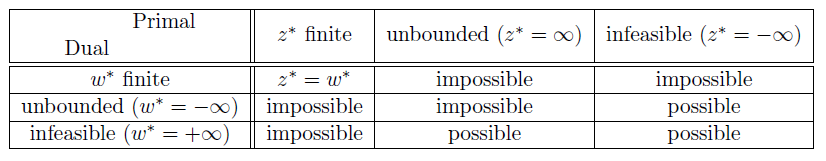 Primal
Dual
z* finite unbounded (z* = ∞) infeasible (z* = −∞)
w* finite z* = w* impossible impossible
unbounded (w* = −∞) impossible impossible possible
infeasible (w* = +∞) impossible possible possible